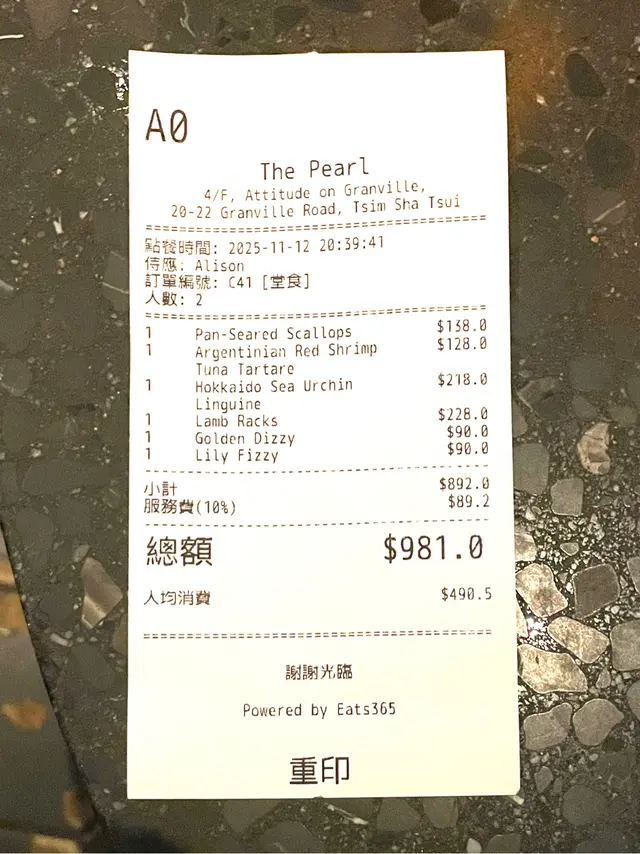 A0
The Pearl
4/F, Attitude on Granville,
20-22 Granville Road, Tsim Sha Tsui
點餐時間: 2025-11-12 20:39:41
侍應: Alison
訂單編號: C41 [堂食]
人數: 2
1 Pan-Seared Scallops $138.0
1 Argentinian Red Shrimp $128.0
Tuna Tartare
1 Hokkaido Sea Urchin $218.0
Linguine
1 Lamb Racks $228.0
1 Golden Dizzy $90.0
1 Lily Fizzy $90.0
小計 $892.0
服務費(10%) $89.2
總額 $981.0
人均消費 $490.5
謝謝光臨
Powered by Eats365
重印